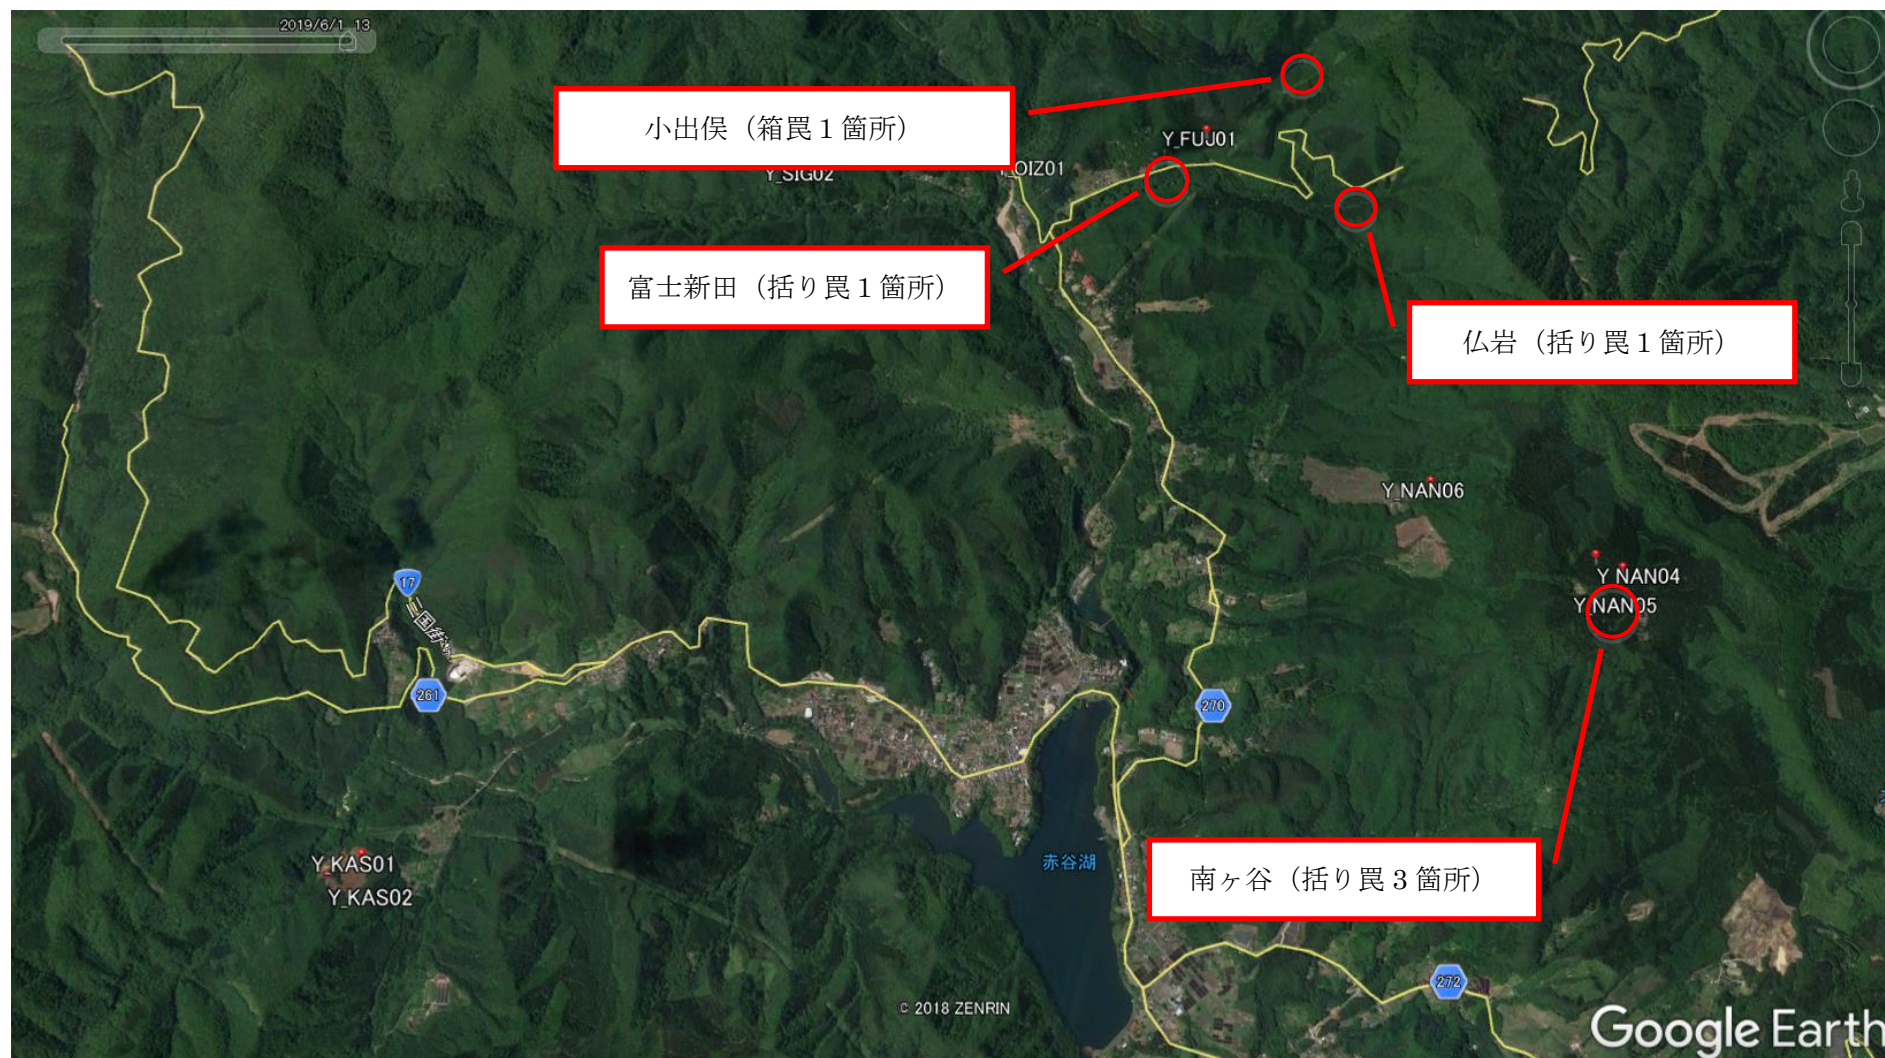 2019/6/1 13
小出俣（箱罠１箇所）
Y_FUJ01
Y_SIG02
OIZ01
富士新田（括り罠１箇所）
仏岩（括り罠１箇所）
Y_NAN06
Y_NAN04
Y_NAN05
17
261
270
Y_KAS01
Y_KAS02
赤谷湖
南ヶ谷（括り罠３箇所）
272
© 2018 ZENRIN
Google Earth